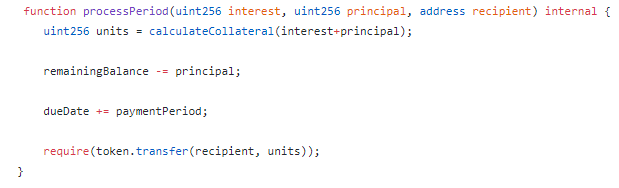 function processPeriod(uint256 interest, uint256 principal, address recipient) internal {
uint256 units = calculateCollateral(interest+principal);
remainingBalance -= principal;
dueDate += paymentPeriod;
require(token.transfer(recipient, units));
}